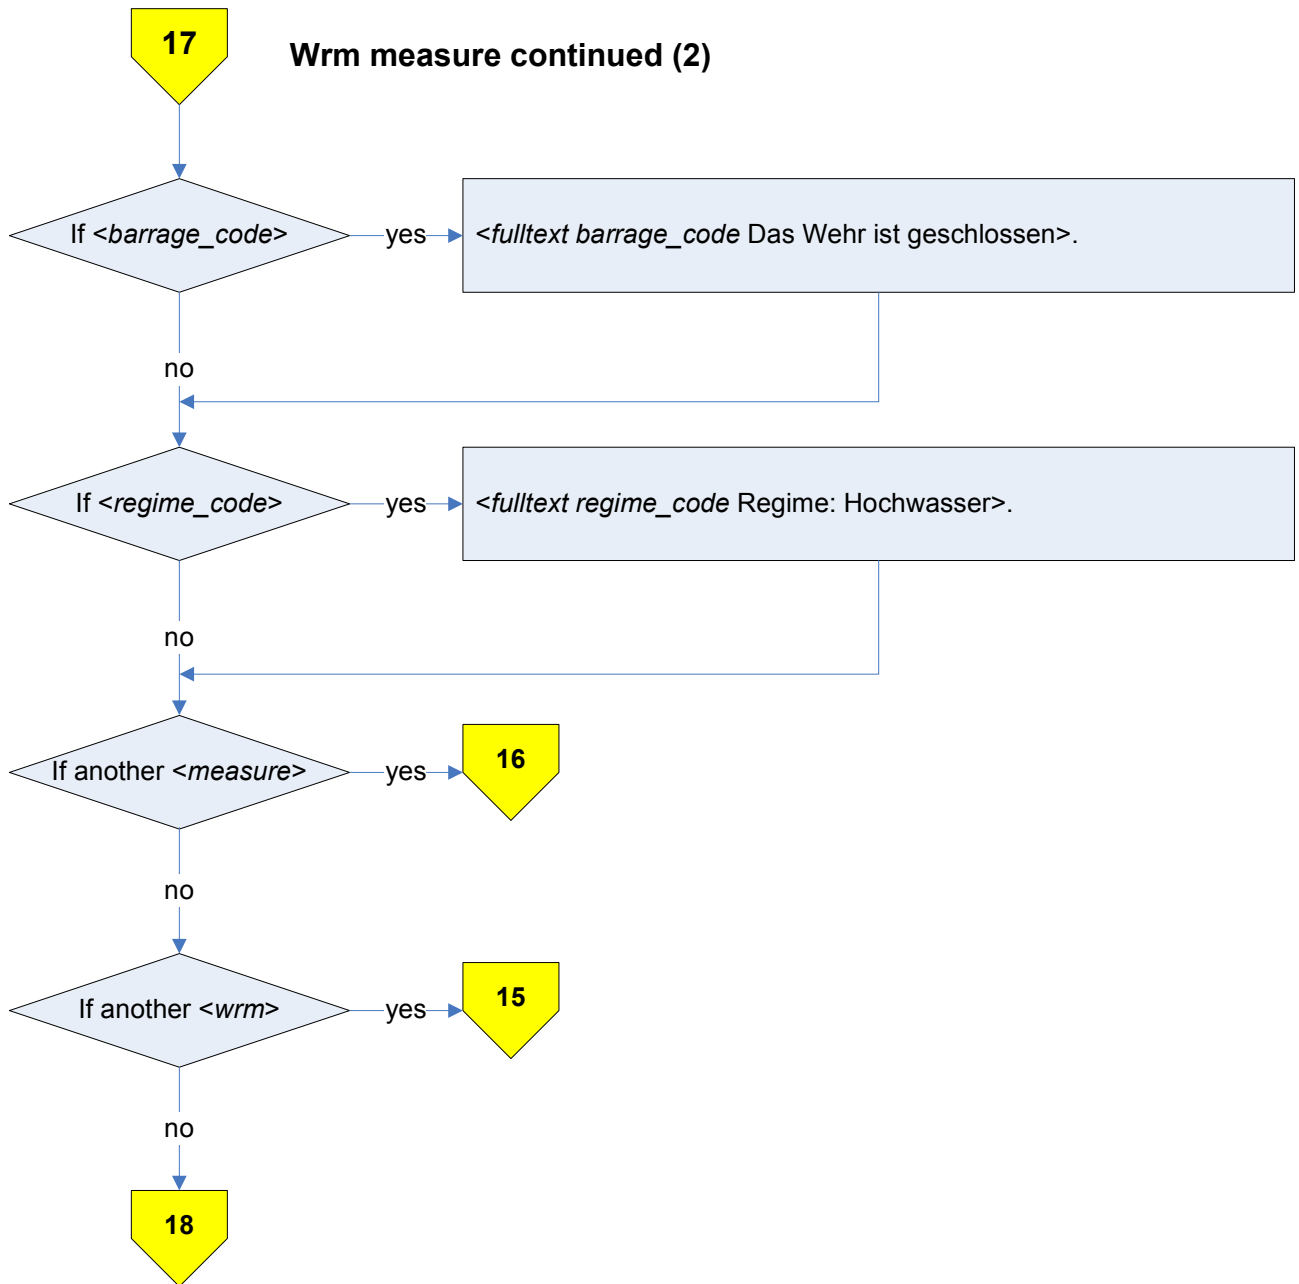 17
Wrm measure continued (2)
If <barrage_code>
yes
<fulltext barrage_code Das Wehr ist geschlossen>.
no
If <regime_code>
yes
<fulltext regime_code Regime: Hochwasser>.
no
If another <measure>
yes
16
no
If another <wrm>
yes
15
no
18